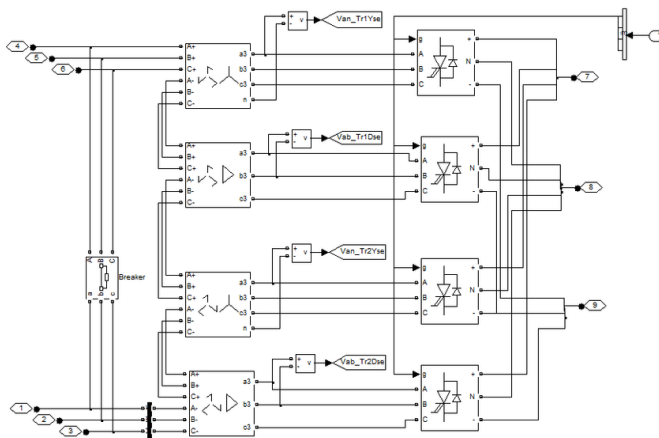 4
5
6
A+
B+
C+
A-
B-
C-
a3
b3
c3
n
+
-
v
Van_Tr1Yse
g
A
B
C
+
N
-
7
A+
B+
C+
A-
B-
C-
a3
b3
c3
+
-
v
Vab_Tr1Dse
g
A
B
C
+
N
-
8
A
B
C
a
b
c
Breaker
A+
B+
C+
A-
B-
C-
a3
b3
c3
n
+
-
v
Van_Tr2Yse
g
A
B
C
+
N
-
9
1
2
3
A+
B+
C+
A-
B-
C-
a3
b3
c3
+
-
v
Vab_Tr2Dse
g
A
B
C
+
N
-